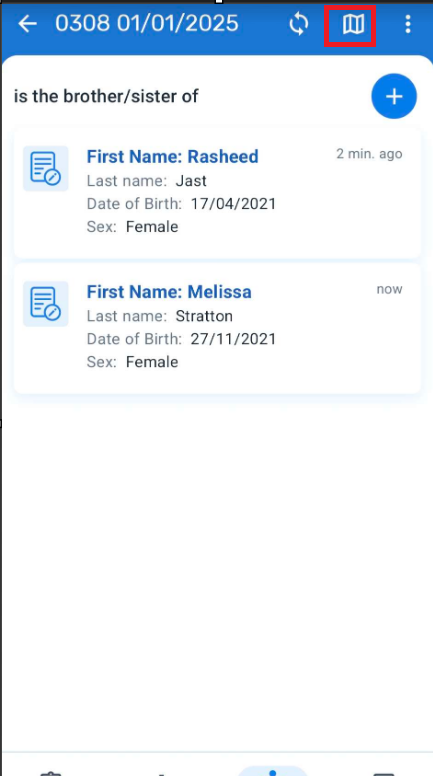 0308 01/01/2025
is the brother/sister of
First Name: Rasheed 2 min. ago
Last name: Jast
Date of Birth: 17/04/2021
Sex: Female
First Name: Melissa now
Last name: Stratton
Date of Birth: 27/11/2021
Sex: Female